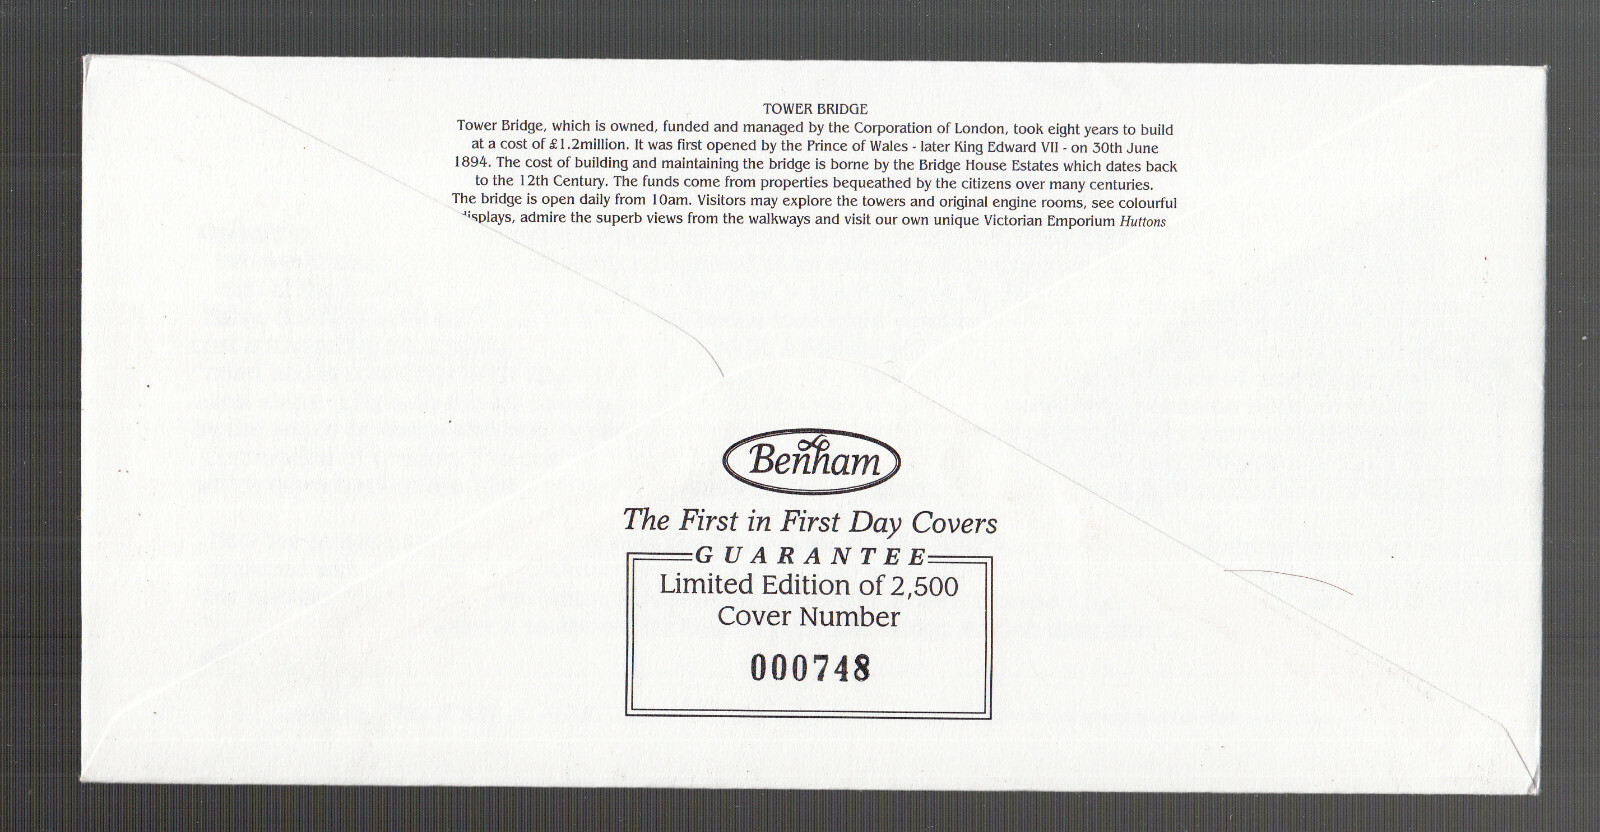 TOWER BRIDGE
Tower Bridge, which is owned, funded and managed by the Corporation of London, took eight years to build
at a cost of £1.2million. It was first opened by the Prince of Wales - later King Edward VII - on 30th June
1894. The cost of building and maintaining the bridge is borne by the Bridge House Estates which dates back
to the 12th Century. The funds come from properties bequeathed by the citizens over many centuries.
The bridge is open daily from 10am. Visitors may explore the towers and original engine rooms, see colourful
displays, admire the superb views from the walkways and visit our own unique Victorian Emporium Huttons
Benham
The First in First Day Covers
GUARANTEE
Limited Edition of 2,500
Cover Number
000748